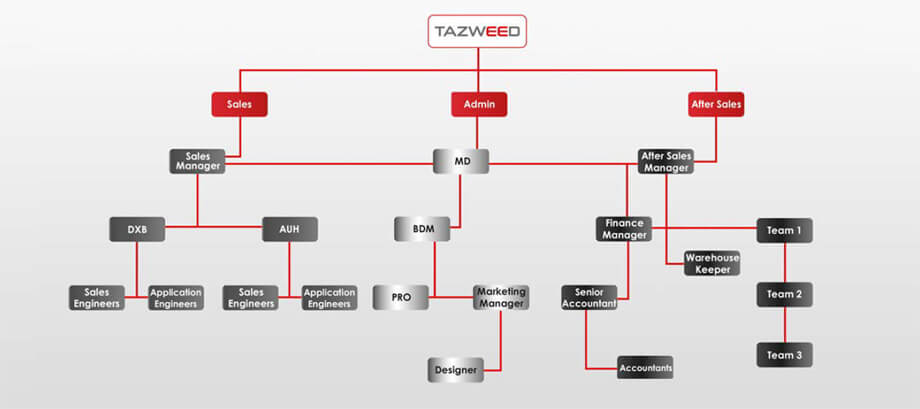 TAZWEED
Sales
Admin
After Sales
Sales
Manager
MD
After Sales
Manager
DXB
AUH
BDM
Finance
Manager
Team 1
Warehouse
Keeper
Sales
Engineers
Application
Engineers
Sales
Engineers
Application
Engineers
PRO
Marketing
Manager
Senior
Accountant
Team 2
Team 3
Designer
Accountants